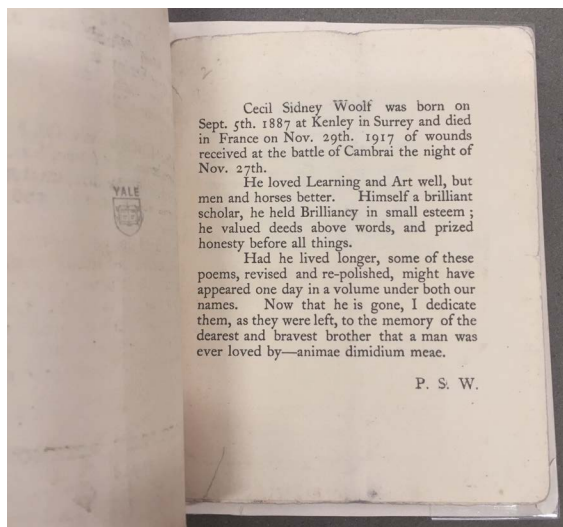 YALE
Cecil Sidney Woolf was born on
Sept. 5th. 1887 at Kenley in Surrey and died
in France on Nov. 29th. 1917 of wounds
received at the battle of Cambrai the night of
Nov. 27th.
He loved Learning and Art well, but
men and horses better. Himself a brilliant
scholar, he held Brilliancy in small esteem ;
he valued deeds above words, and prized
honesty before all things.
Had he lived longer, some of these
poems, revised and re-polished, might have
appeared one day in a volume under both our
names. Now that he is gone, I dedicate
them, as they were left, to the memory of the
dearest and bravest brother that a man was
ever loved by—animae dimidium meae.
P. S. W.